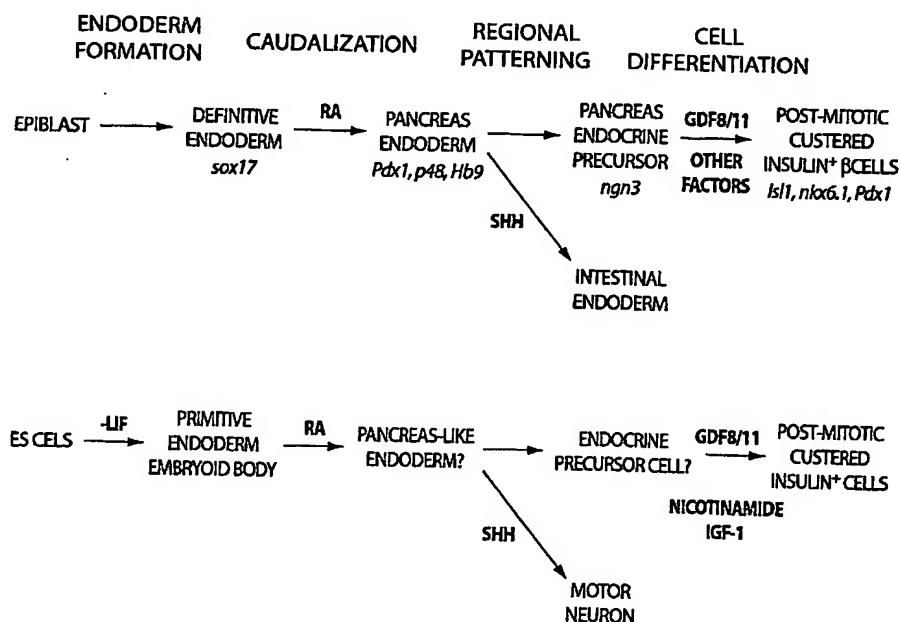 ENDODERM
FORMATION
CAUDALIZATION
REGIONAL
PATTERNING
CELL
DIFFERENTIATION
EPIBLAST
DEFINITIVE
ENDODERM
sox17
RA
PANCREAS
ENDODERM
Pdx1, p48, Hb9
SHH
INTESTINAL
ENDODERM
PANCREAS
ENDOCRINE
PRECURSOR
ngn3
GDF8/11
OTHER
FACTORS
POST-MITOTIC
CUSTERED
INSULIN+ βCELLS
Isl1, nkx6.1, Pdx1
ES CELS
-LIF
PRIMITIVE
ENDODERM
EMBRYOID BODY
RA
PANCREAS-LIKE
ENDODERM?
SHH
MOTOR
NEURON
ENDOCRINE
PRECURSOR CELL?
GDF8/11
NICOTINAMIDE
IGF-1
POST-MITOTIC
CUSTERED
INSULIN+ CELLS